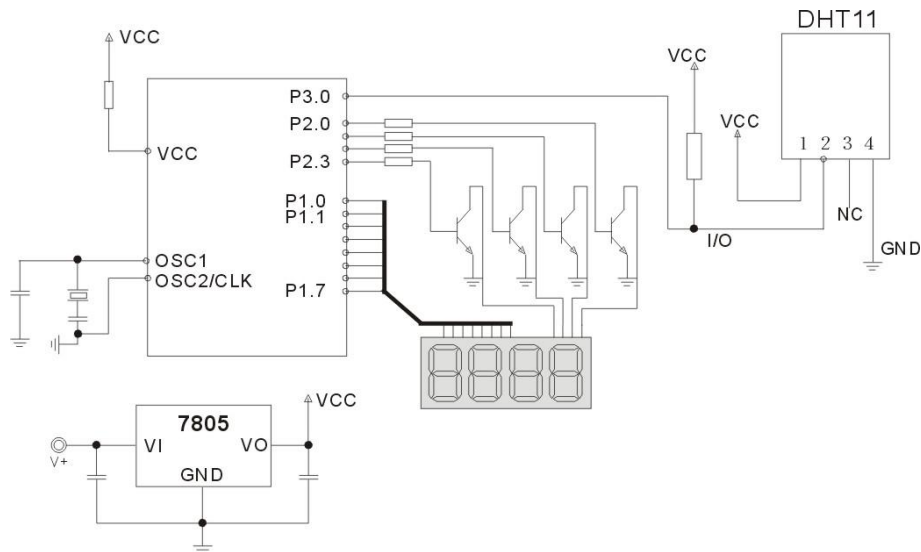 DHT11
VCC
VCC
P3.0
P2.0
VCC
P2.3
VCC
1 2 3 4
P1.0
P1.1
NC
I/O
GND
OSC1
OSC2/CLK
P1.7
VCC
7805
VI
VO
V+
GND